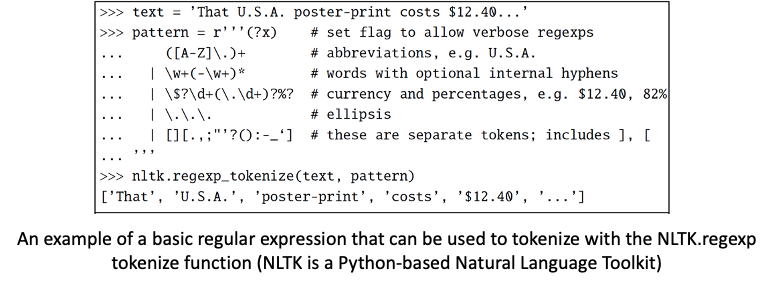 >>> text = 'That U.S.A. poster-print costs $12.40...'
>>> pattern = r'''(?x)    # set flag to allow verbose regexps
...     ([A-Z]\.)+        # abbreviations, e.g. U.S.A.
...   | \w+(-\w+)*        # words with optional internal hyphens
...   | \$?\d+(\.\d+)?%?  # currency and percentages, e.g. $12.40, 82%
...   | \.\.\.            # ellipsis
...   | [][.,;"'?():-_‘]  # these are separate tokens; includes ], [
... '''
>>> nltk.regexp_tokenize(text, pattern)
['That', 'U.S.A.', 'poster-print', 'costs', '$12.40', '...']
An example of a basic regular expression that can be used to tokenize with the NLTK.regexp
tokenize function (NLTK is a Python-based Natural Language Toolkit)